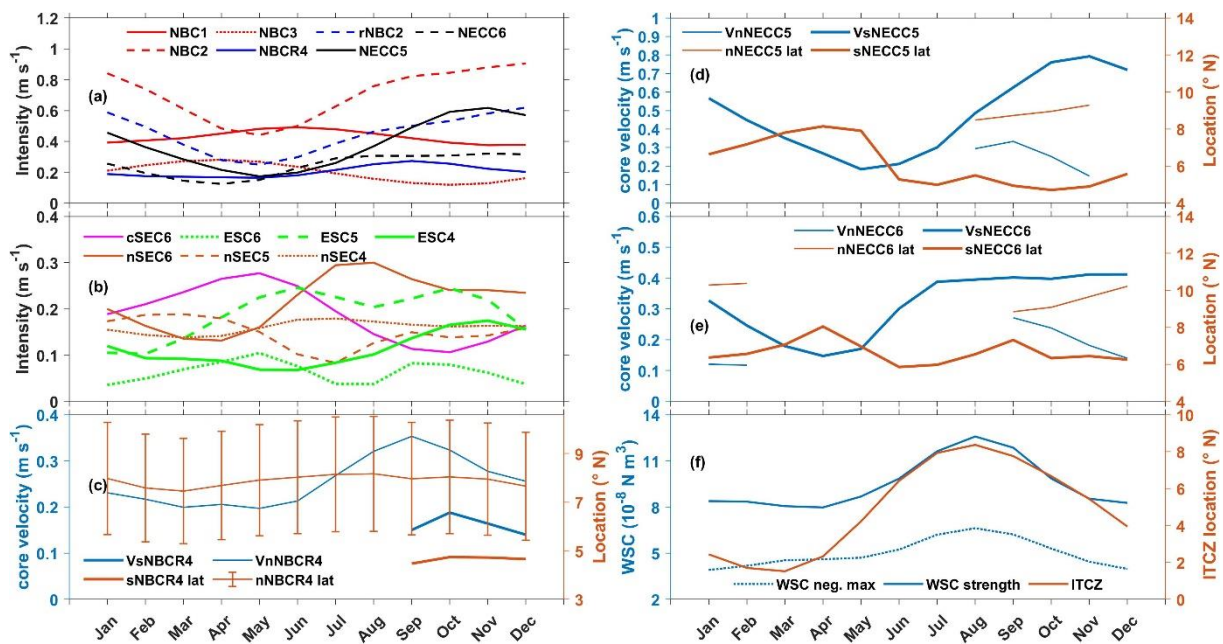 NBC1 NBC3 rNBC2 NECC6
NBC2 NBCR4 NECC5
(a)
Intensity (m s⁻¹)
1.2
1
0.8
0.6
0.4
0.2
0
cSEC6 ESC6 ESC5 ESC4
nSEC6 nSEC5 nSEC4
(b)
Intensity (m s⁻¹)
0.4
0.3
0.2
0.1
0
(c)
core velocity (m s⁻¹)
0.4
0.3
0.2
0.1
0
VsNBCR4 VnNBCR4
sNBCR4 lat nNBCR4 lat
Location (° N)
9
7
5
3
Jan Feb Mar Apr May Jun Jul Aug Sep Oct Nov Dec
VnNECC5 VsNECC5
nNECC5 lat sNECC5 lat
(d)
core velocity (m s⁻¹)
1
0.9
0.8
0.7
0.6
0.5
0.4
0.3
0.2
0.1
0
Location (° N)
14
12
10
8
6
4
VnNECC6 VsNECC6
nNECC6 lat sNECC6 lat
(e)
core velocity (m s⁻¹)
0.6
0.5
0.4
0.3
0.2
0.1
0
Location (° N)
14
12
10
8
6
4
(f)
WSC (10⁻⁸ N m³)
14
11
8
5
2
WSC neg. max WSC strength ITCZ
ITCZ location (° N)
10
8
6
4
2
0
Jan Feb Mar Apr May Jun Jul Aug Sep Oct Nov Dec